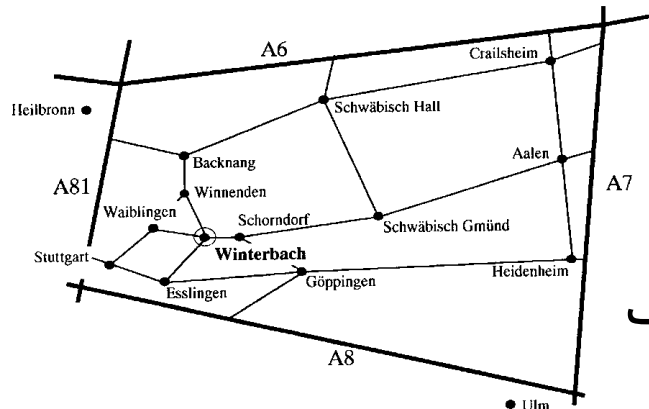 A6
Crailsheim
Heilbronn
Schwäbisch Hall
Backnang
Aalen
A81
Winnenden
A7
Waiblingen
Schorndorf
Schwäbisch Gmünd
Stuttgart
Winterbach
Heidenheim
Esslingen
Göppingen
A8
Ulm